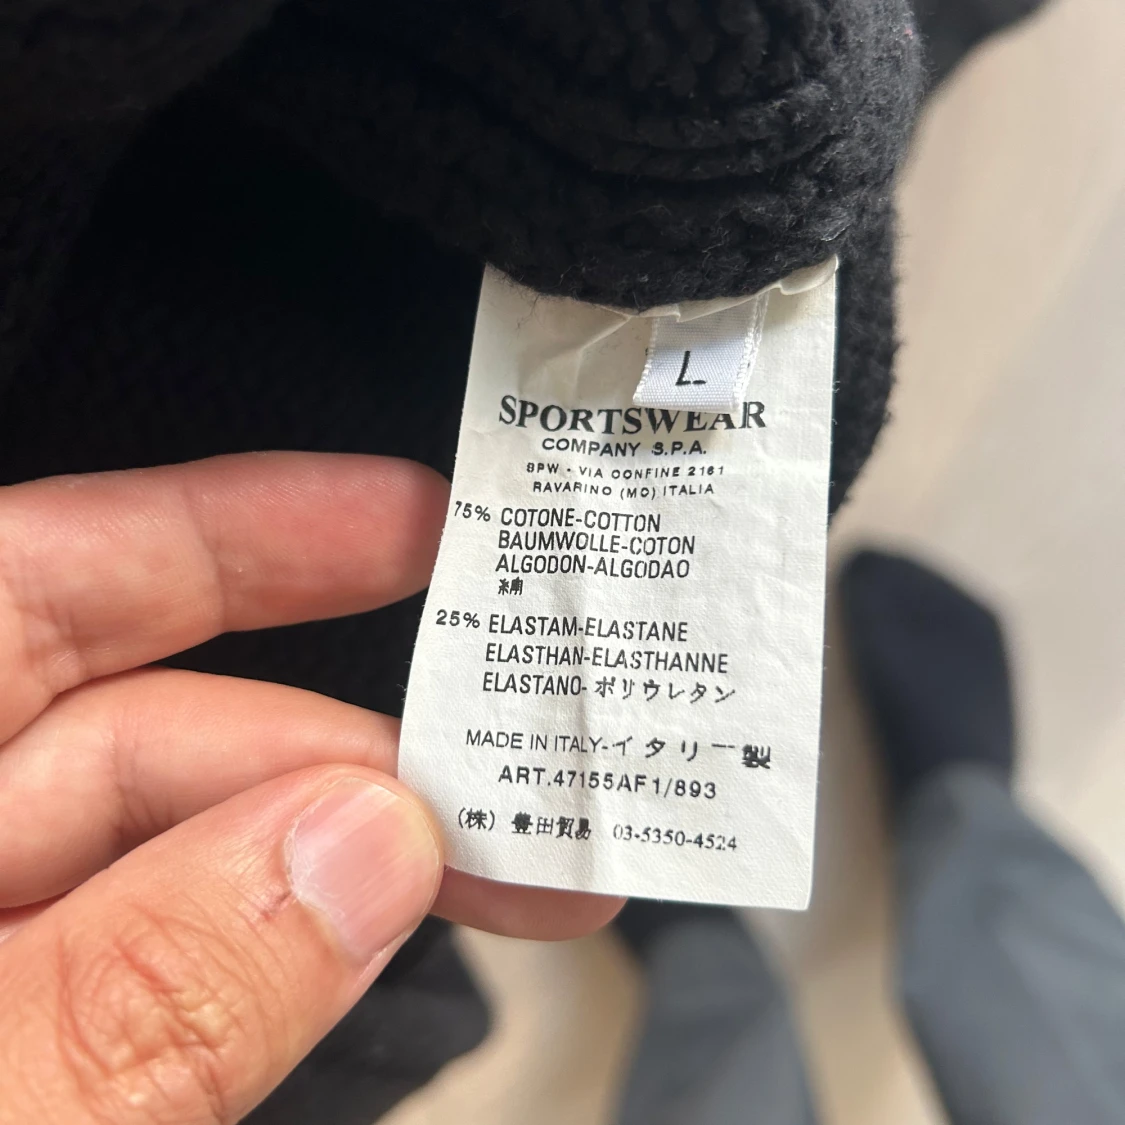 L
SPORTSWEAR
COMPANY S.P.A.
SPW - VIA CONFINE 2161
RAVARINO (MO) ITALIA
75% COTONE-COTTON
BAUMWOLLE-COTON
ALGODON-ALGODAO
綿
25% ELASTAM-ELASTANE
ELASTHAN-ELASTHANNE
ELASTANO-ポリウレタン
MADE IN ITALY-イタリー製
ART.47155AF1/893
(株) 豊田貿易 03-5350-4524